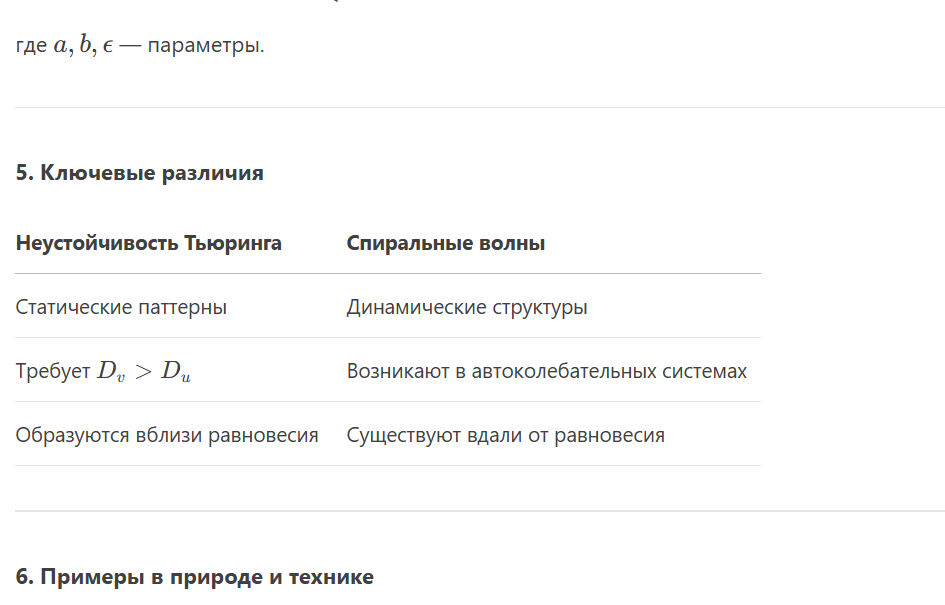 где a, b, ϵ — параметры.
5. Ключевые различия
Неустойчивость Тьюринга Спиральные волны
Статические паттерны Динамические структуры
Требует D_v > D_u Возникают в автоколебательных системах
Образуются вблизи равновесия Существуют вдали от равновесия
6. Примеры в природе и технике